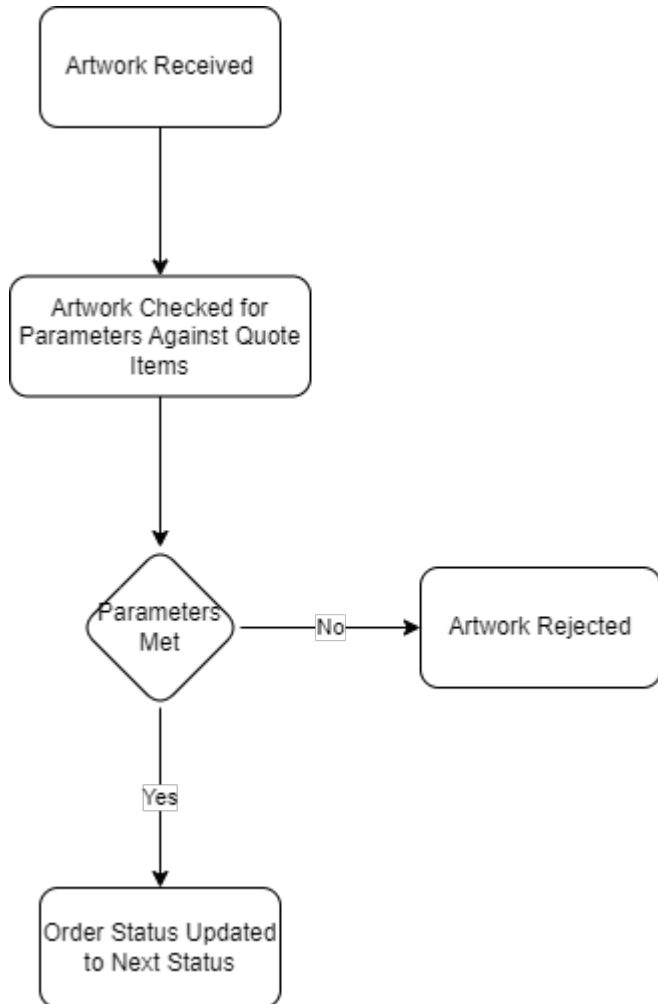 Artwork Received
Artwork Checked for
Parameters Against Quote
Items
Parameters
Met
No
Artwork Rejected
Yes
Order Status Updated
to Next Status